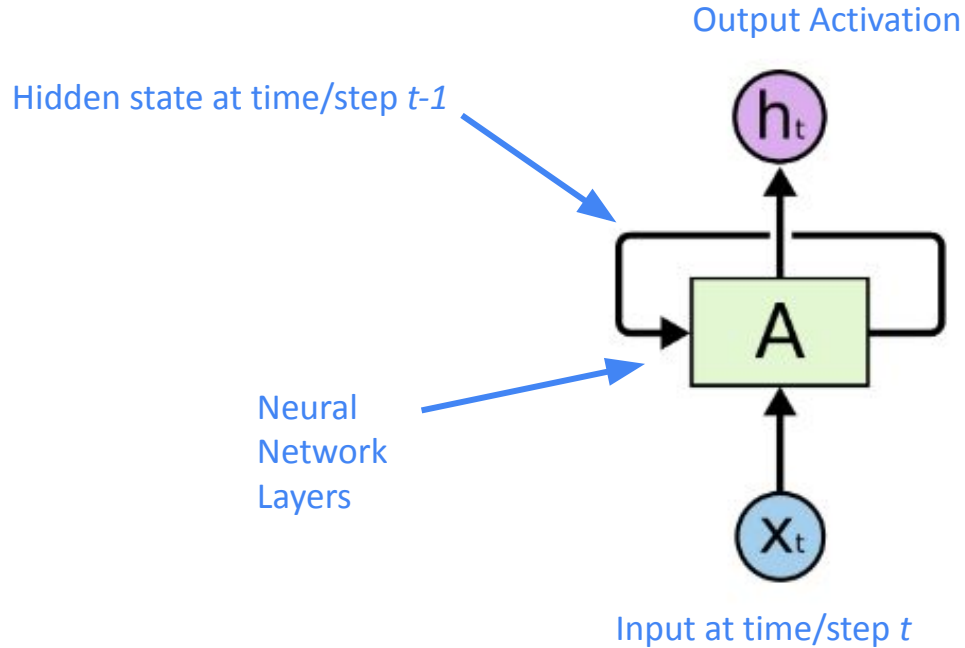 Output Activation
Hidden state at time/step t-1
ht
A
Neural
Network
Layers
xt
Input at time/step t